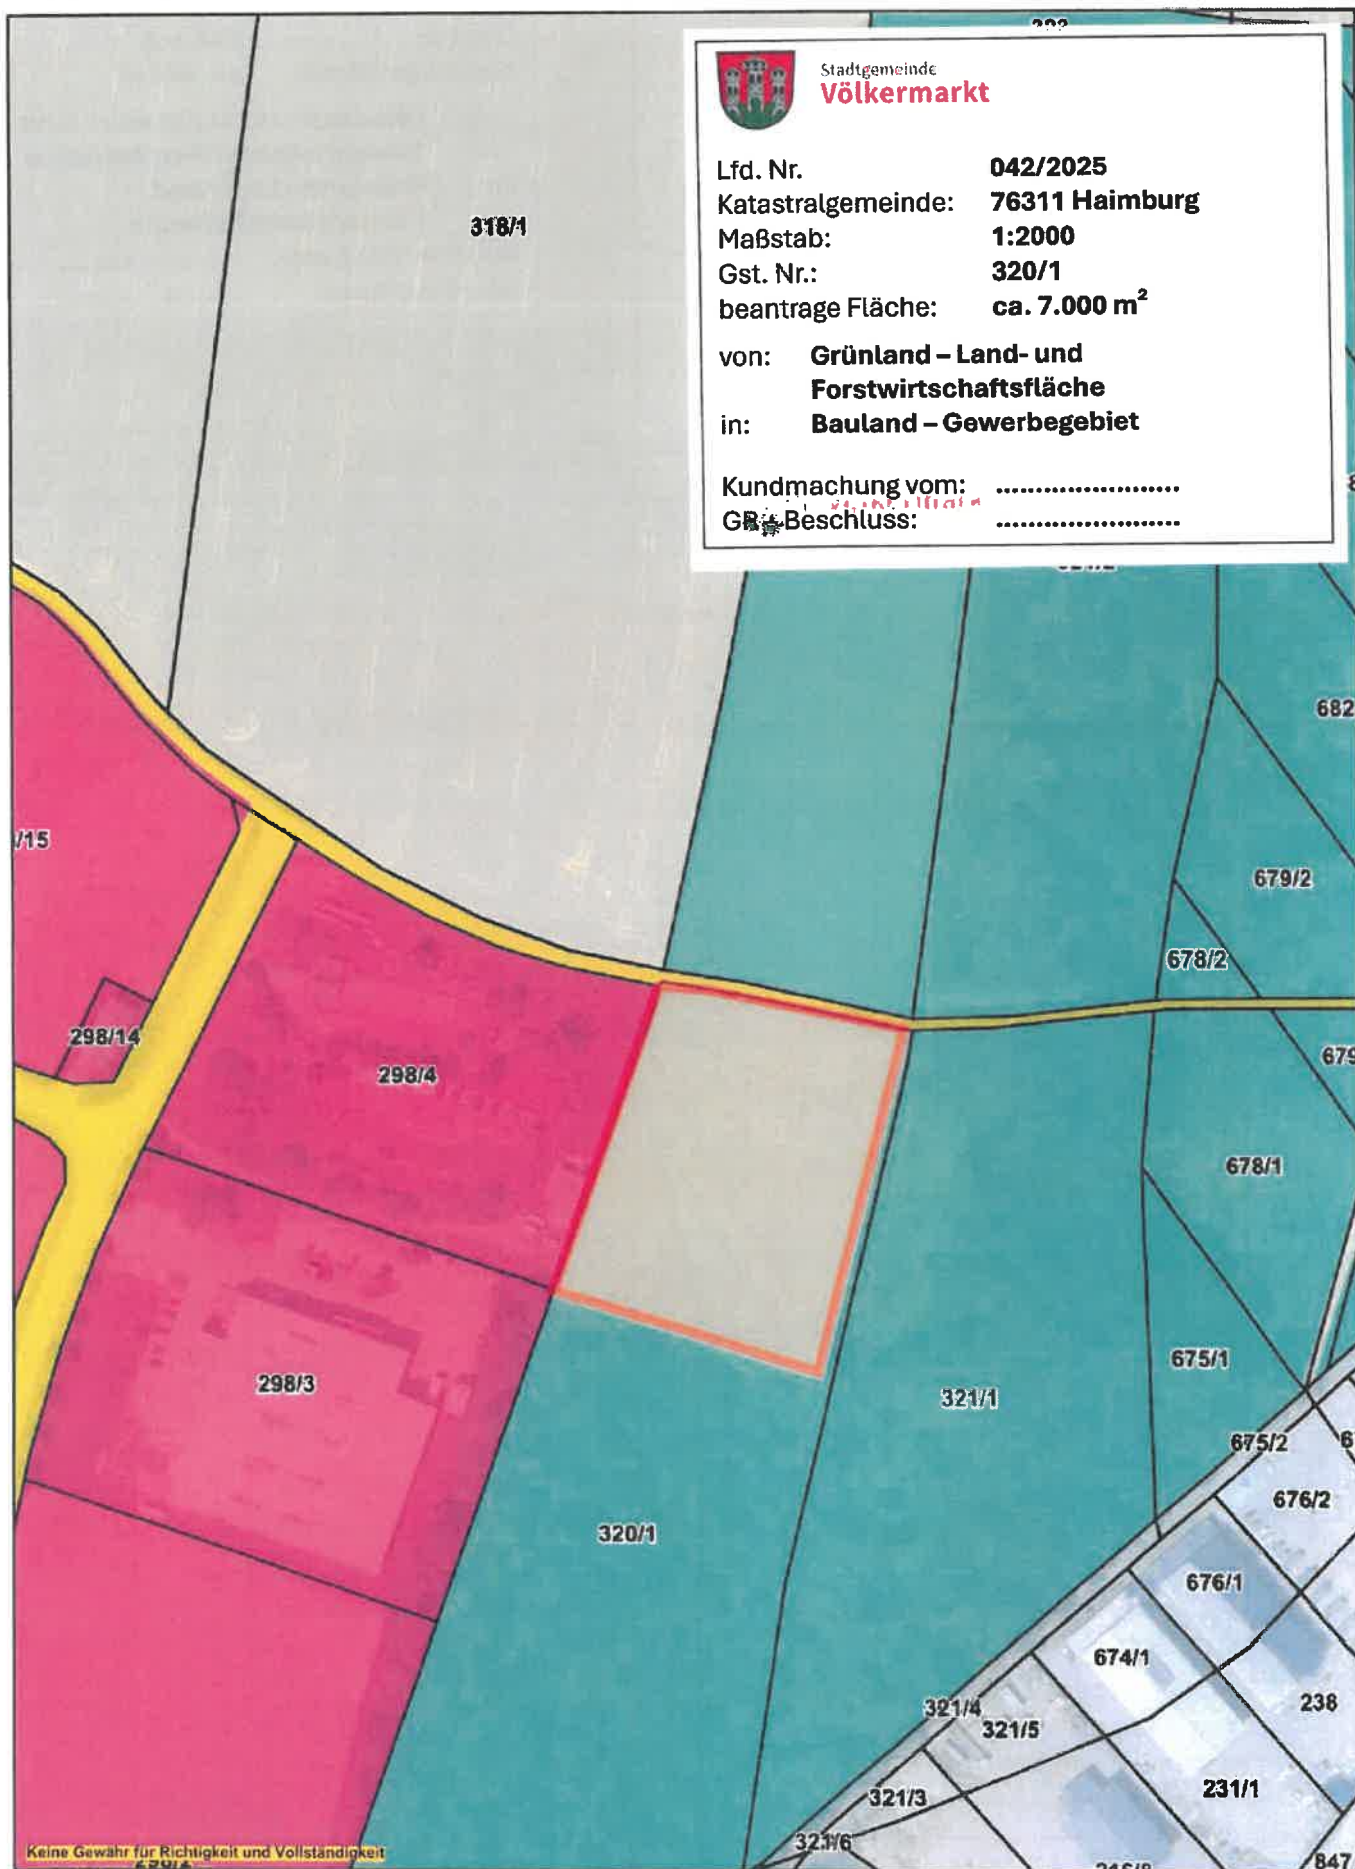 Stadtgemeinde
Völkermarkt
Lfd. Nr. 042/2025
Katastralgemeinde: 76311 Haimburg
Maßstab: 1:2000
Gst. Nr.: 320/1
beantrage Fläche: ca. 7.000 m²
von: Grünland – Land- und
Forstwirtschaftsfläche
in: Bauland – Gewerbegebiet
Kundmachung vom: ........................
Beschluss: ........................
318/1
682
/15
679/2
678/2
298/14
298/4
679
678/1
298/3
675/1
321/1
675/2
676/2
320/1
676/1
674/1
238
321/4
321/5
231/1
321/3
321/6
847
Keine Gewähr für Richtigkeit und Vollständigkeit